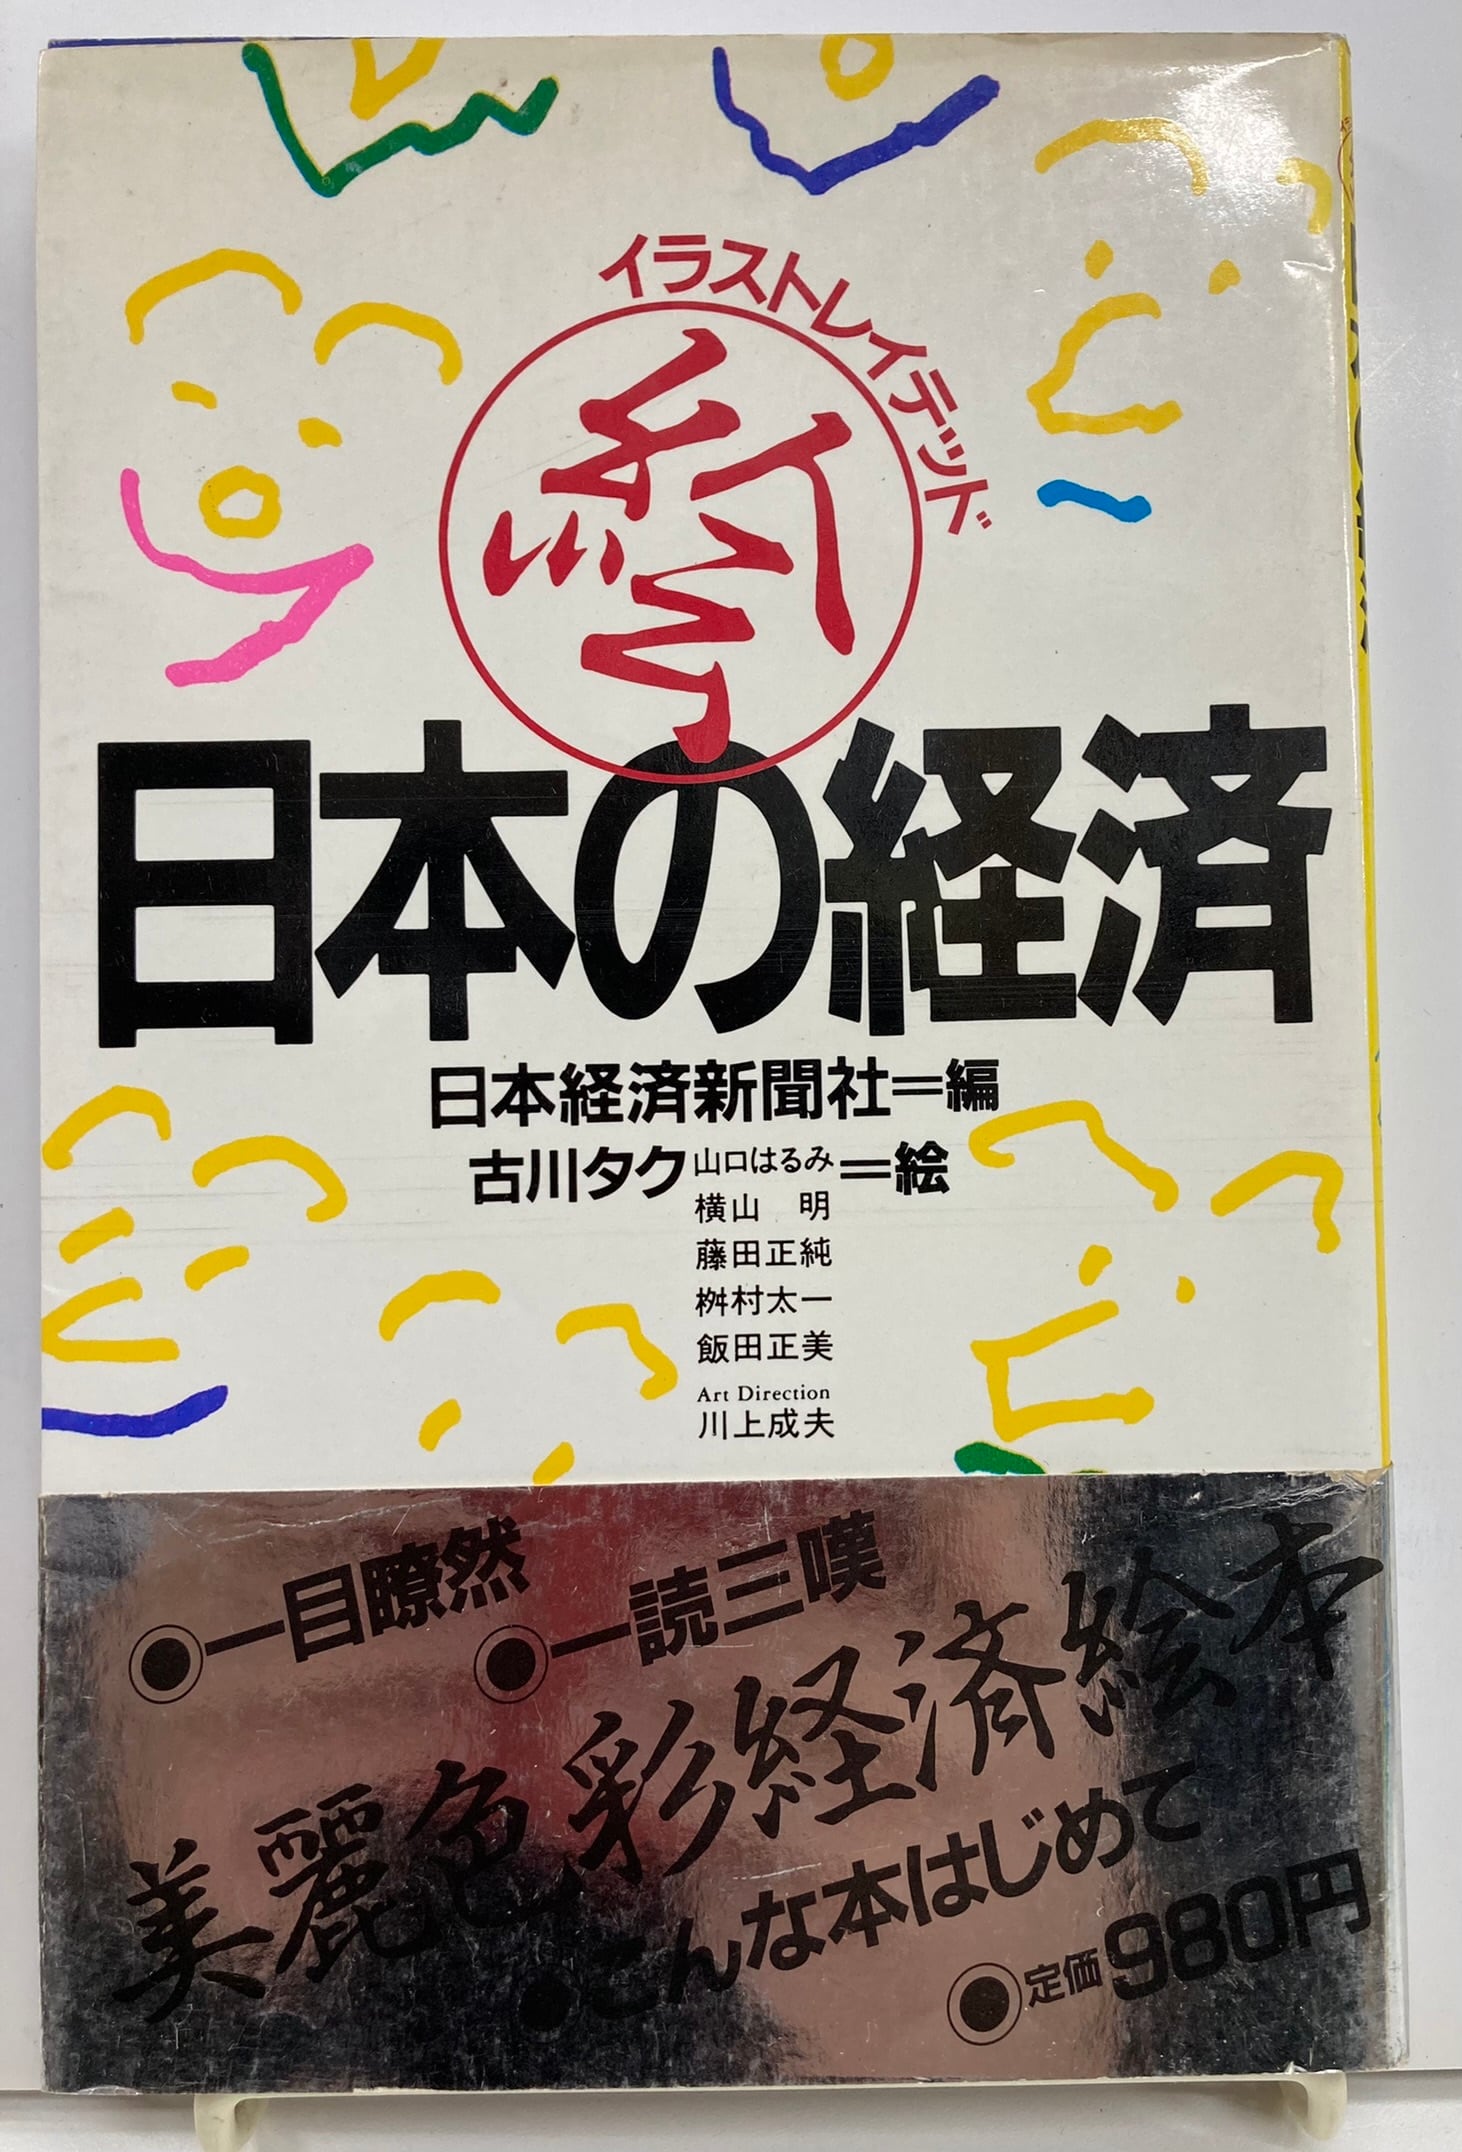 イラストレイテッド
絵
日本の経済
日本経済新聞社＝編
古川タク 山口はるみ＝絵
横山　明
藤田正純
桝村太一
飯田正美
Art Direction
川上成夫
◉一目瞭然 ◉一読三嘆
美麗色彩経済絵本
●こんな本はじめて
◉定価980円